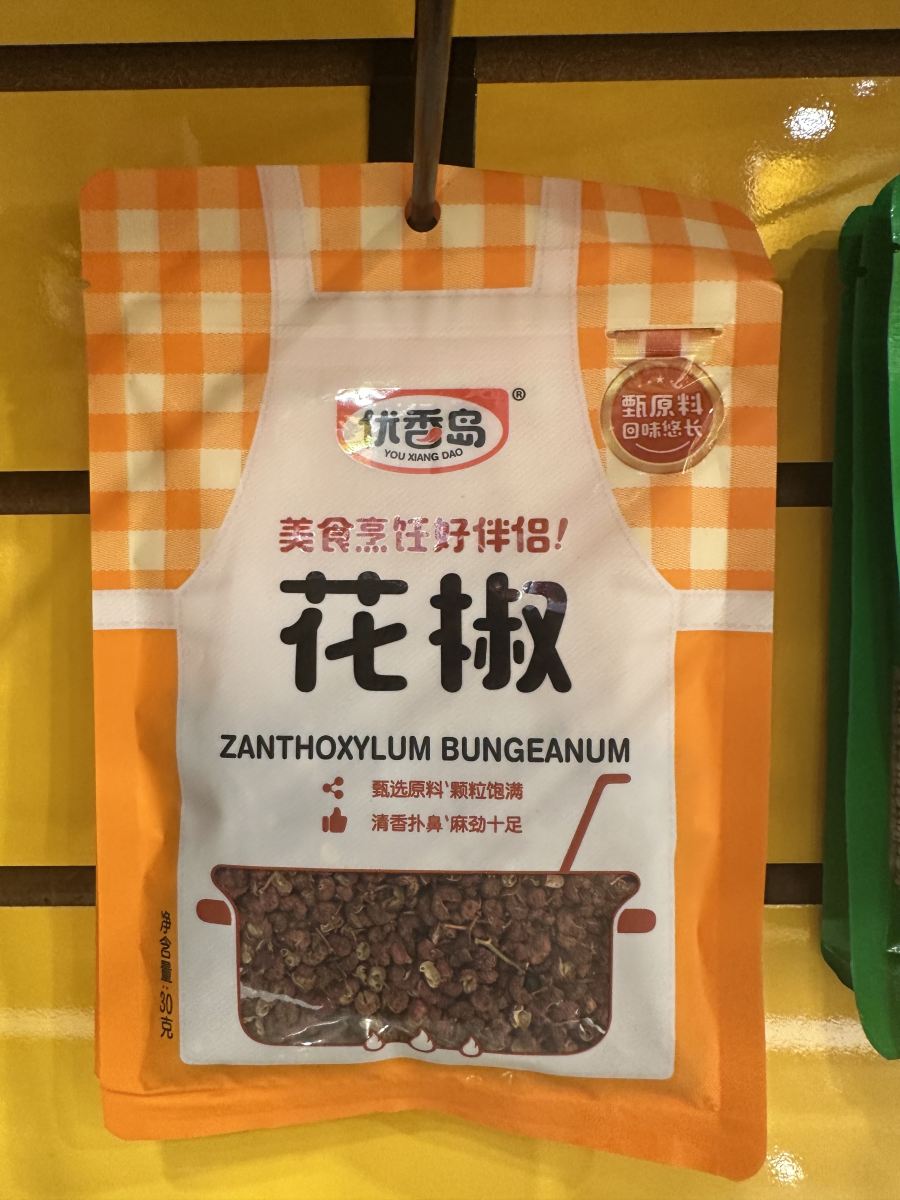 优香岛
®
YOU XIANG DAO
甄原料
回味悠长
美食烹饪好伴侣!
花椒
ZANTHOXYLUM BUNGEANUM
甄选原料、颗粒饱满
清香扑鼻、麻劲十足
净含量:30克